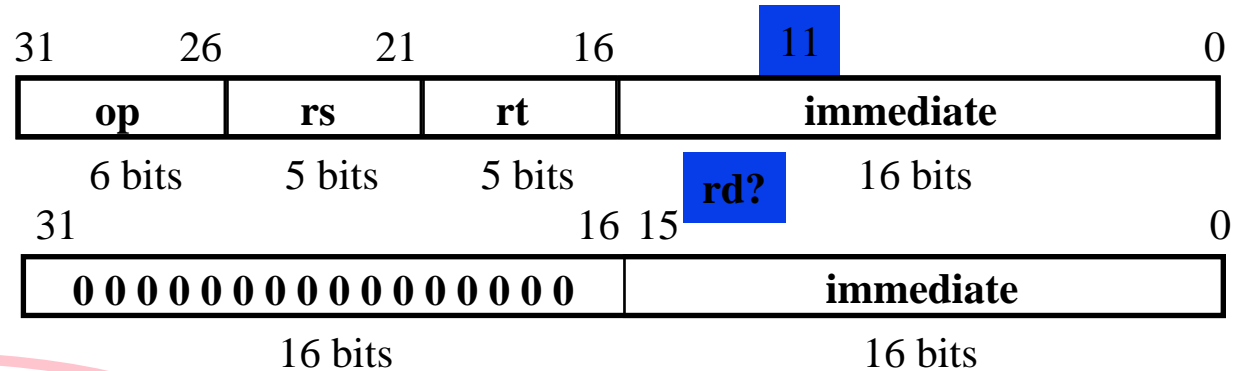 31 26 21 16 11 0
op rs rt immediate
6 bits 5 bits 5 bits rd? 16 bits
31 16 15 0
0 0 0 0 0 0 0 0 0 0 0 0 0 0 0 0 immediate
16 bits 16 bits